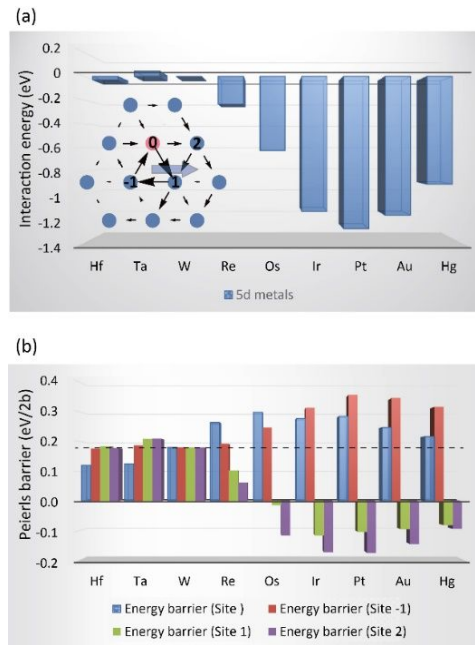 (a)
Interaction energy (eV)
0.2
0
-0.2
-0.4
-0.6
-0.8
-1
-1.2
-1.4
0 2
-1 1
Hf Ta W Re Os Ir Pt Au Hg
5d metals
(b)
Peierls barrier (eV/2b)
0.4
0.3
0.2
0.1
0.0
-0.1
-0.2
Hf Ta W Re Os Ir Pt Au Hg
Energy barrier (Site ) Energy barrier (Site -1)
Energy barrier (Site 1) Energy barrier (Site 2)